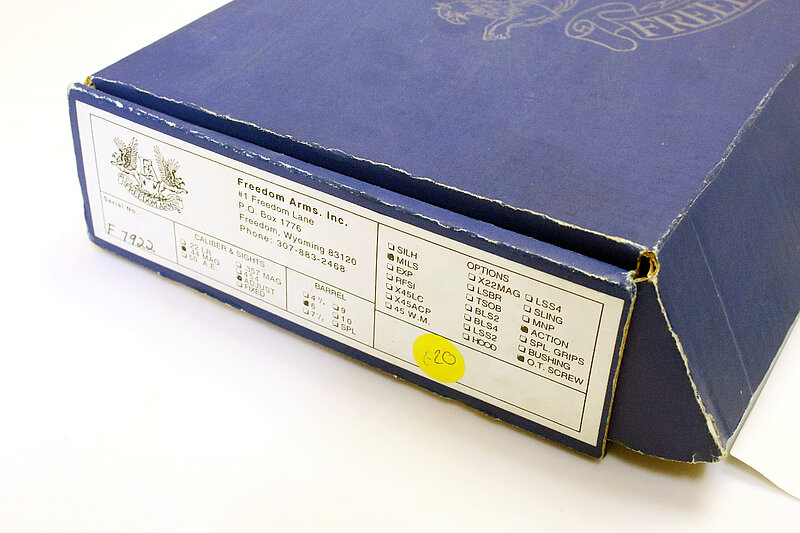 FREED
FREEDOM ARMS
Freedom Arms. Inc.
#1 Freedom Lane
P.O. Box 1776
Freedom, Wyoming 83120
Phone: 307-883-2468
Serial No.
F 7922
CALIBER & SIGHTS
22 LR
44 MAG
50 A.E
357 MAG
454
ADJUST
FIXED
BARREL
4¾
6
7½
9
10
SPL
OPTIONS
SILH
MILS
EXP
RFSI
X45LC
X45ACP
45 W.M.
X22MAG
LSBR
TSOB
BLS2
BLS4
LSS2
HOOD
LSS4
SLING
MNP
ACTION
SPL. GRIPS
BUSHING
O.T. SCREW
620